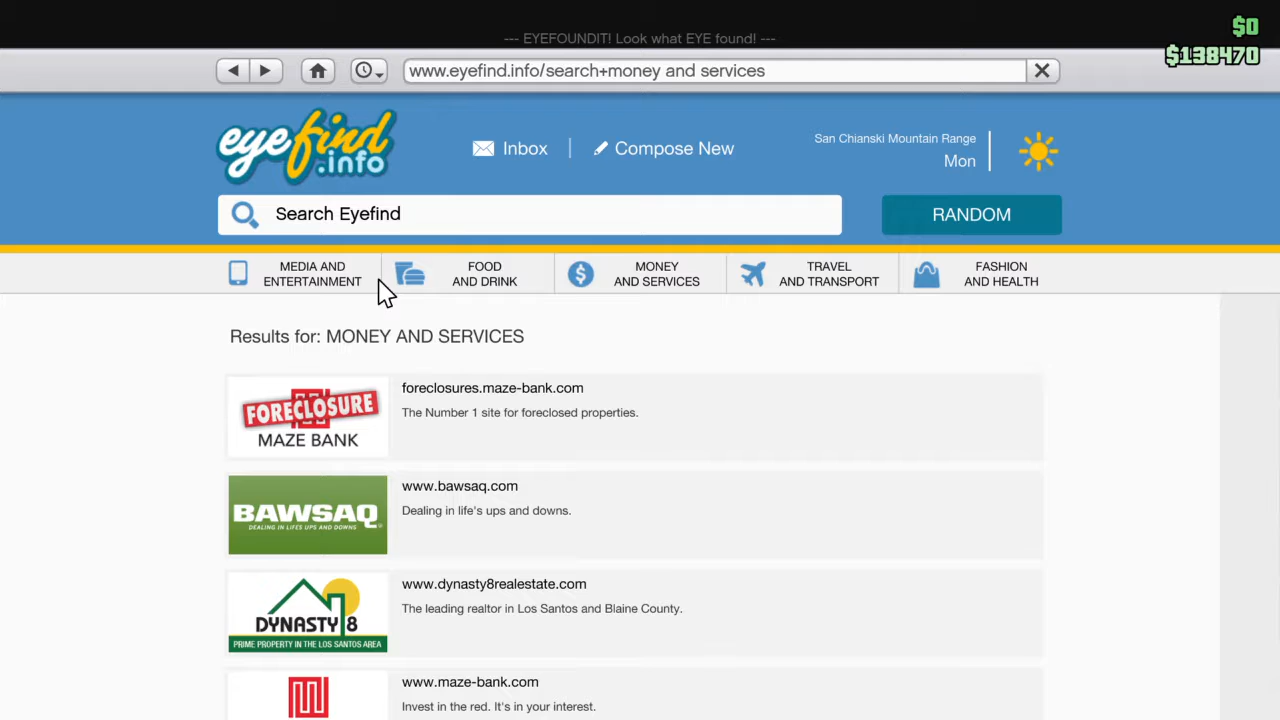 --- EYEFOUNDIT! Look what EYE found! ---
$0
$138470
www.eyefind.info/search+money and services
eyefind
.info
Inbox
Compose New
San Chianski Mountain Range
Mon
Search Eyefind
RANDOM
MEDIA AND
ENTERTAINMENT
FOOD
AND DRINK
MONEY
AND SERVICES
TRAVEL
AND TRANSPORT
FASHION
AND HEALTH
Results for: MONEY AND SERVICES
FORECLOSURE
MAZE BANK
foreclosures.maze-bank.com
The Number 1 site for foreclosed properties.
BAWSAQ
DEALING IN LIFE'S UPS AND DOWNS
www.bawsaq.com
Dealing in life's ups and downs.
DYNASTY 8
PRIME PROPERTY IN THE LOS SANTOS AREA
www.dynasty8realestate.com
The leading realtor in Los Santos and Blaine County.
www.maze-bank.com
Invest in the red. It's in your interest.